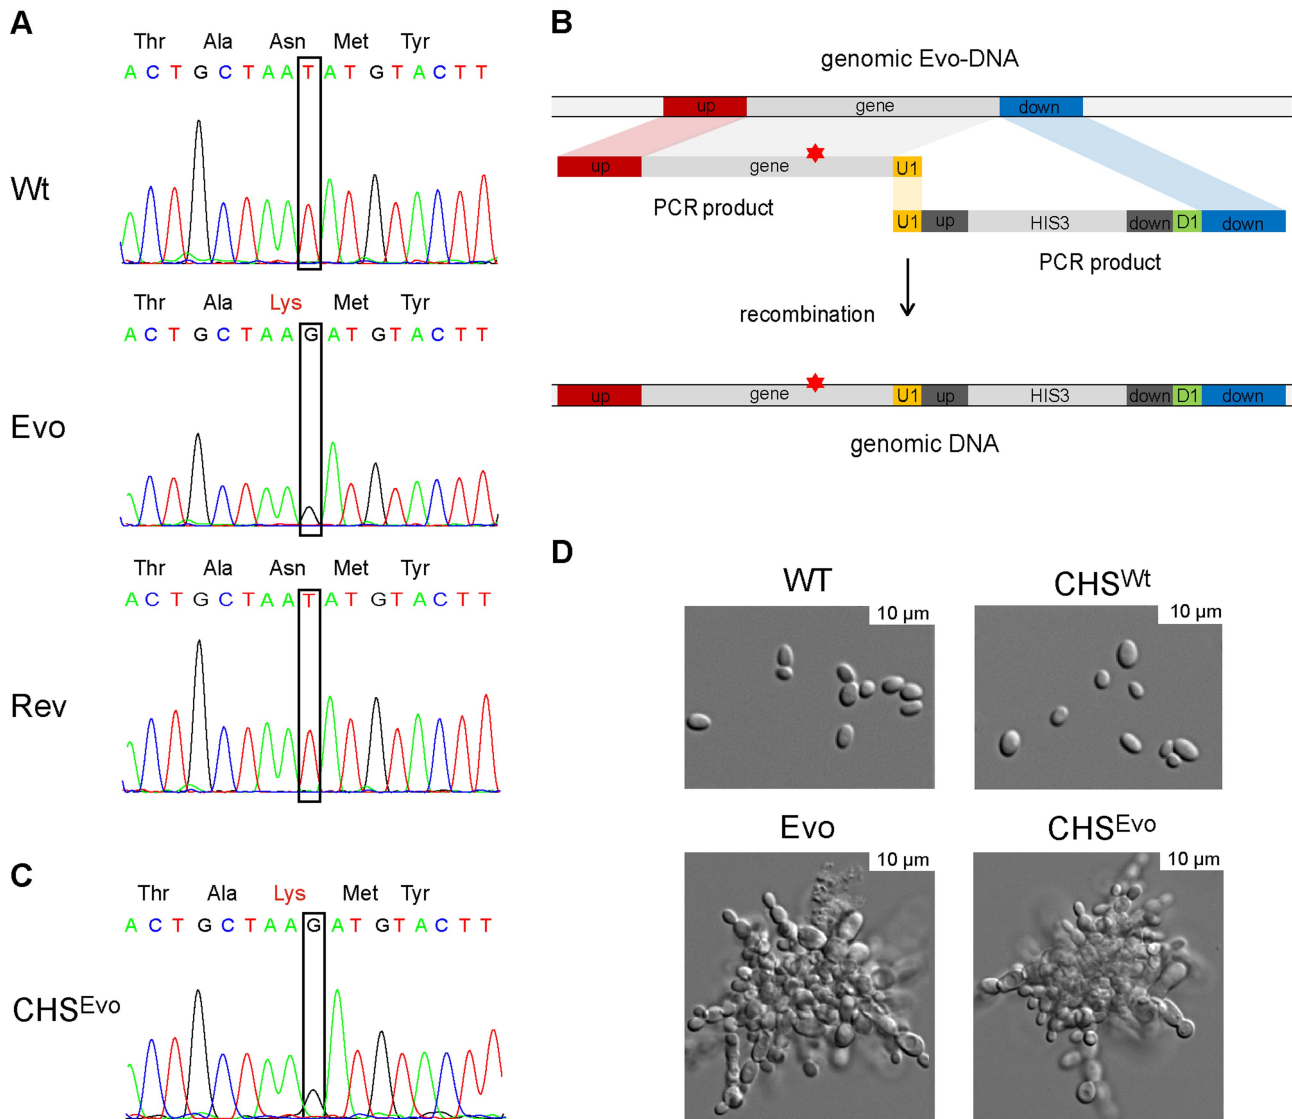 A
Thr Ala Asn Met Tyr
A C T G C T A A T A T G T A C T T
Wt
Thr Ala Lys Met Tyr
A C T G C T A A G A T G T A C T T
Evo
Thr Ala Asn Met Tyr
A C T G C T A A T A T G T A C T T
Rev
B
genomic Evo-DNA
up gene down
up gene U1
PCR product
U1 up HIS3 down D1 down
PCR product
recombination
up gene U1 up HIS3 down D1 down
genomic DNA
C
Thr Ala Lys Met Tyr
A C T G C T A A G A T G T A C T T
CHSEvo
D
WT
10 µm
CHSWt
10 µm
Evo
10 µm
CHSEvo
10 µm